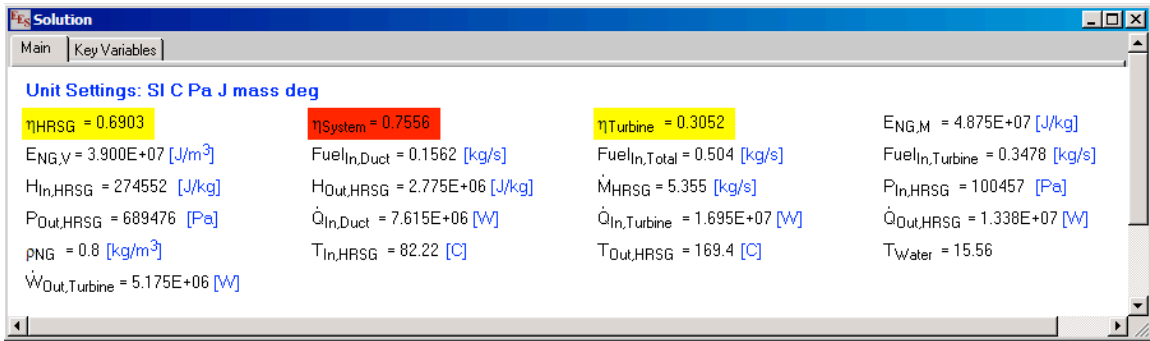 EES Solution
Main Key Variables
Unit Settings: SI C Pa J mass deg
ηHRSG = 0.6903 ηSystem = 0.7556 ηTurbine = 0.3052 ENG,M = 4.875E+07 [J/kg]
ENG,V = 3.900E+07 [J/m3] FuelIn,Duct = 0.1562 [kg/s] FuelIn,Total = 0.504 [kg/s] FuelIn,Turbine = 0.3478 [kg/s]
HIn,HRSG = 274552 [J/kg] HOut,HRSG = 2.775E+06 [J/kg] ṀHRSG = 5.355 [kg/s] PIn,HRSG = 100457 [Pa]
POut,HRSG = 689476 [Pa] Q̇In,Duct = 7.615E+06 [W] Q̇In,Turbine = 1.695E+07 [W] Q̇Out,HRSG = 1.338E+07 [W]
ρNG = 0.8 [kg/m3] TIn,HRSG = 82.22 [C] TOut,HRSG = 169.4 [C] TWater = 15.56
ẆOut,Turbine = 5.175E+06 [W]